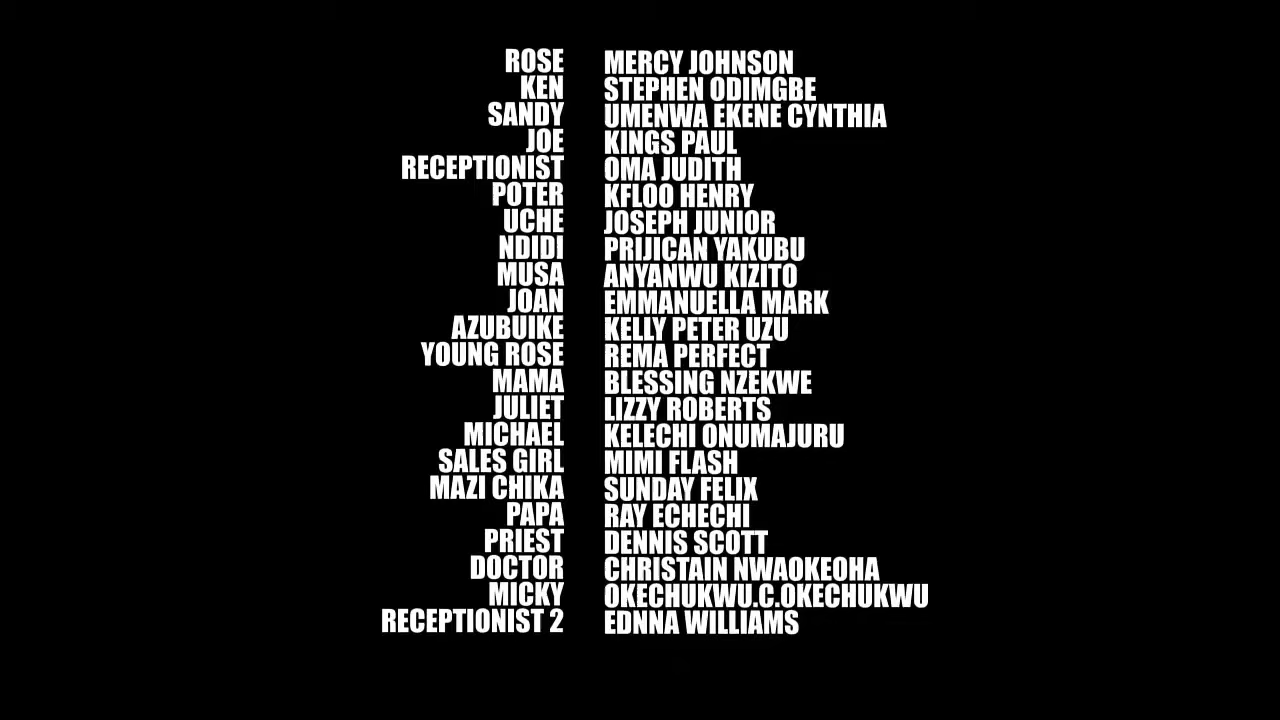 ROSE MERCY JOHNSON
KEN STEPHEN ODIMGBE
SANDY UMENWA EKENE CYNTHIA
JOE KINGS PAUL
RECEPTIONIST OMA JUDITH
POTER KFLOO HENRY
UCHE JOSEPH JUNIOR
NDIDI PRIJICAN YAKUBU
MUSA ANYANWU KIZITO
JOAN EMMANUELLA MARK
AZUBUIKE KELLY PETER UZU
YOUNG ROSE REMA PERFECT
MAMA BLESSING NZEKWE
JULIET LIZZY ROBERTS
MICHAEL KELECHI ONUMAJURU
SALES GIRL MIMI FLASH
MAZI CHIKA SUNDAY FELIX
PAPA RAY ECHECHI
PRIEST DENNIS SCOTT
DOCTOR CHRISTAIN NWAOKEOHA
MICKY OKECHUKWU.C.OKECHUKWU
RECEPTIONIST 2 EDNNA WILLIAMS